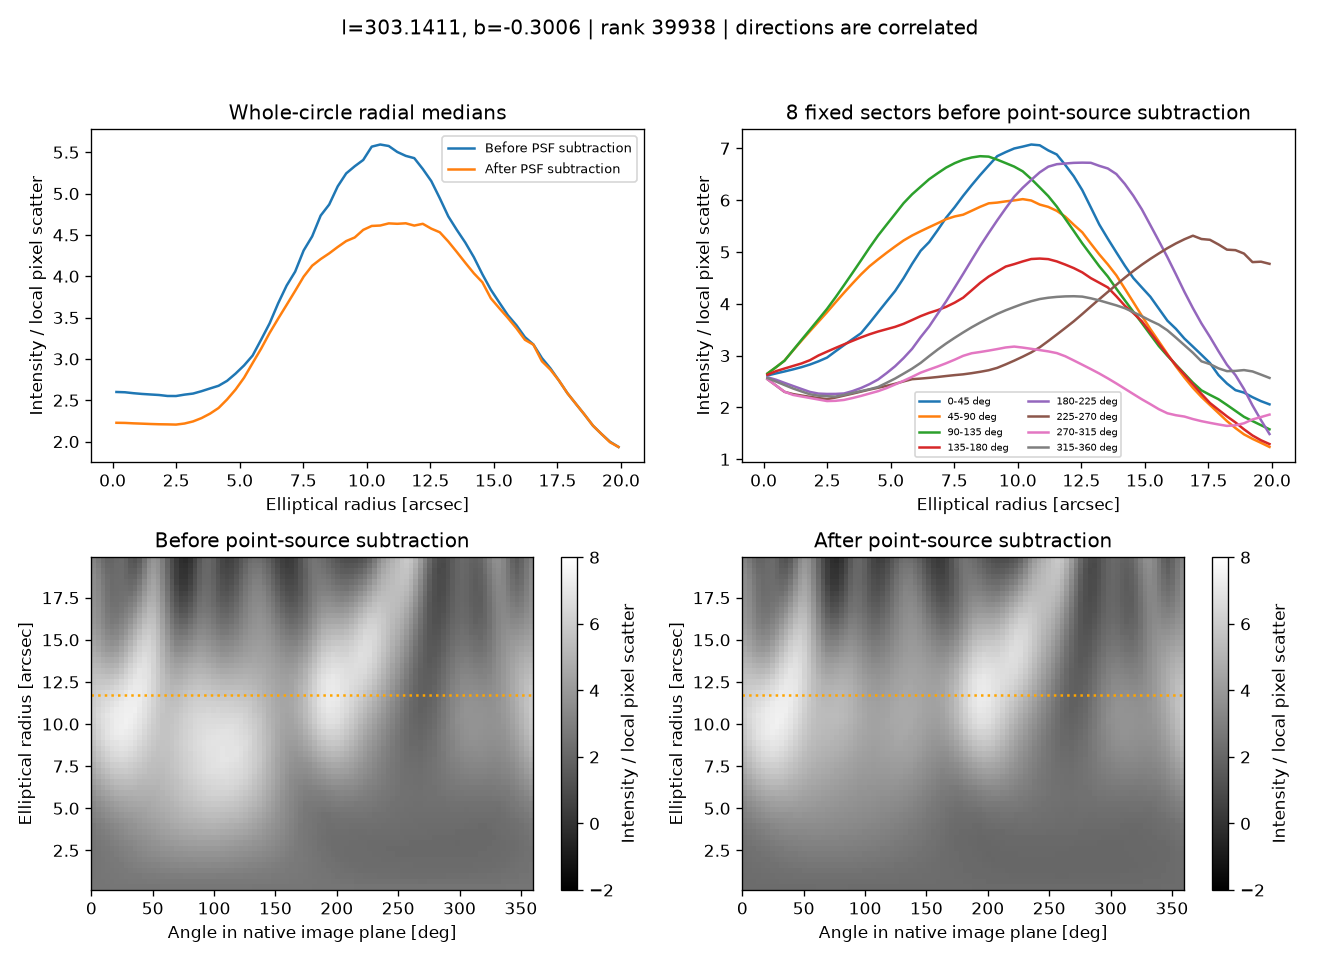 l=303.1411, b=-0.3006 | rank 39938 | directions are correlated
Whole-circle radial medians
Intensity / local pixel scatter
5.5
5.0
4.5
4.0
3.5
3.0
2.5
2.0
Before PSF subtraction
After PSF subtraction
0.0 2.5 5.0 7.5 10.0 12.5 15.0 17.5 20.0
Elliptical radius [arcsec]
8 fixed sectors before point-source subtraction
Intensity / local pixel scatter
7
6
5
4
3
2
1
0-45 deg
45-90 deg
90-135 deg
135-180 deg
180-225 deg
225-270 deg
270-315 deg
315-360 deg
0.0 2.5 5.0 7.5 10.0 12.5 15.0 17.5 20.0
Elliptical radius [arcsec]
Before point-source subtraction
Elliptical radius [arcsec]
17.5
15.0
12.5
10.0
7.5
5.0
2.5
0 50 100 150 200 250 300 350
Angle in native image plane [deg]
8
6
4
2
0
−2
Intensity / local pixel scatter
After point-source subtraction
Elliptical radius [arcsec]
17.5
15.0
12.5
10.0
7.5
5.0
2.5
0 50 100 150 200 250 300 350
Angle in native image plane [deg]
8
6
4
2
0
−2
Intensity / local pixel scatter